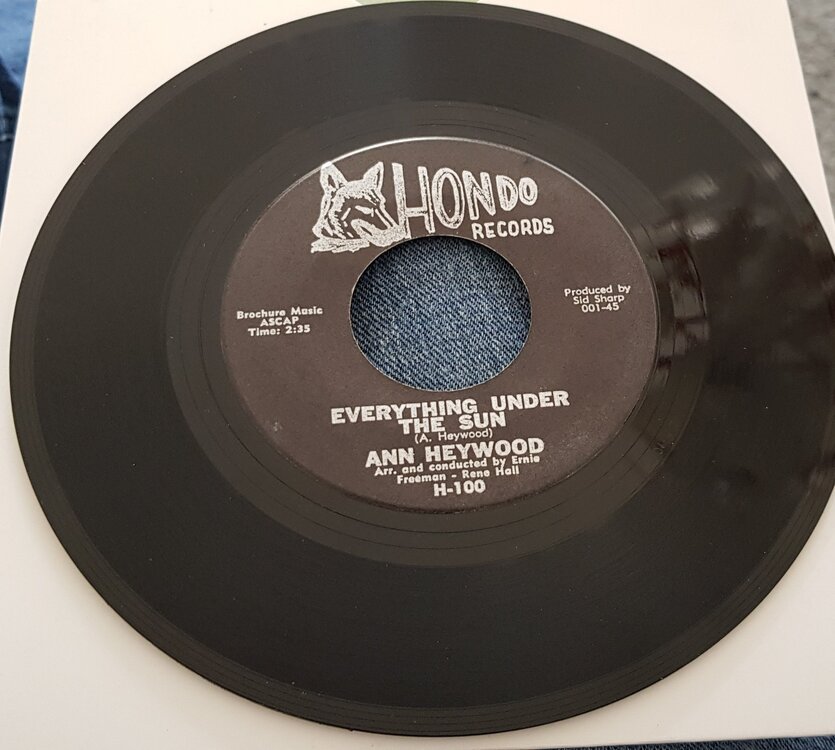 HONDO
RECORDS
Brochure Music
ASCAP
Time: 2:35
Produced by
Sid Sharp
001-45
EVERYTHING UNDER
THE SUN
(A. Heywood)
ANN HEYWOOD
Arr. and conducted by Ernie
Freeman - Rene Hall
H-100